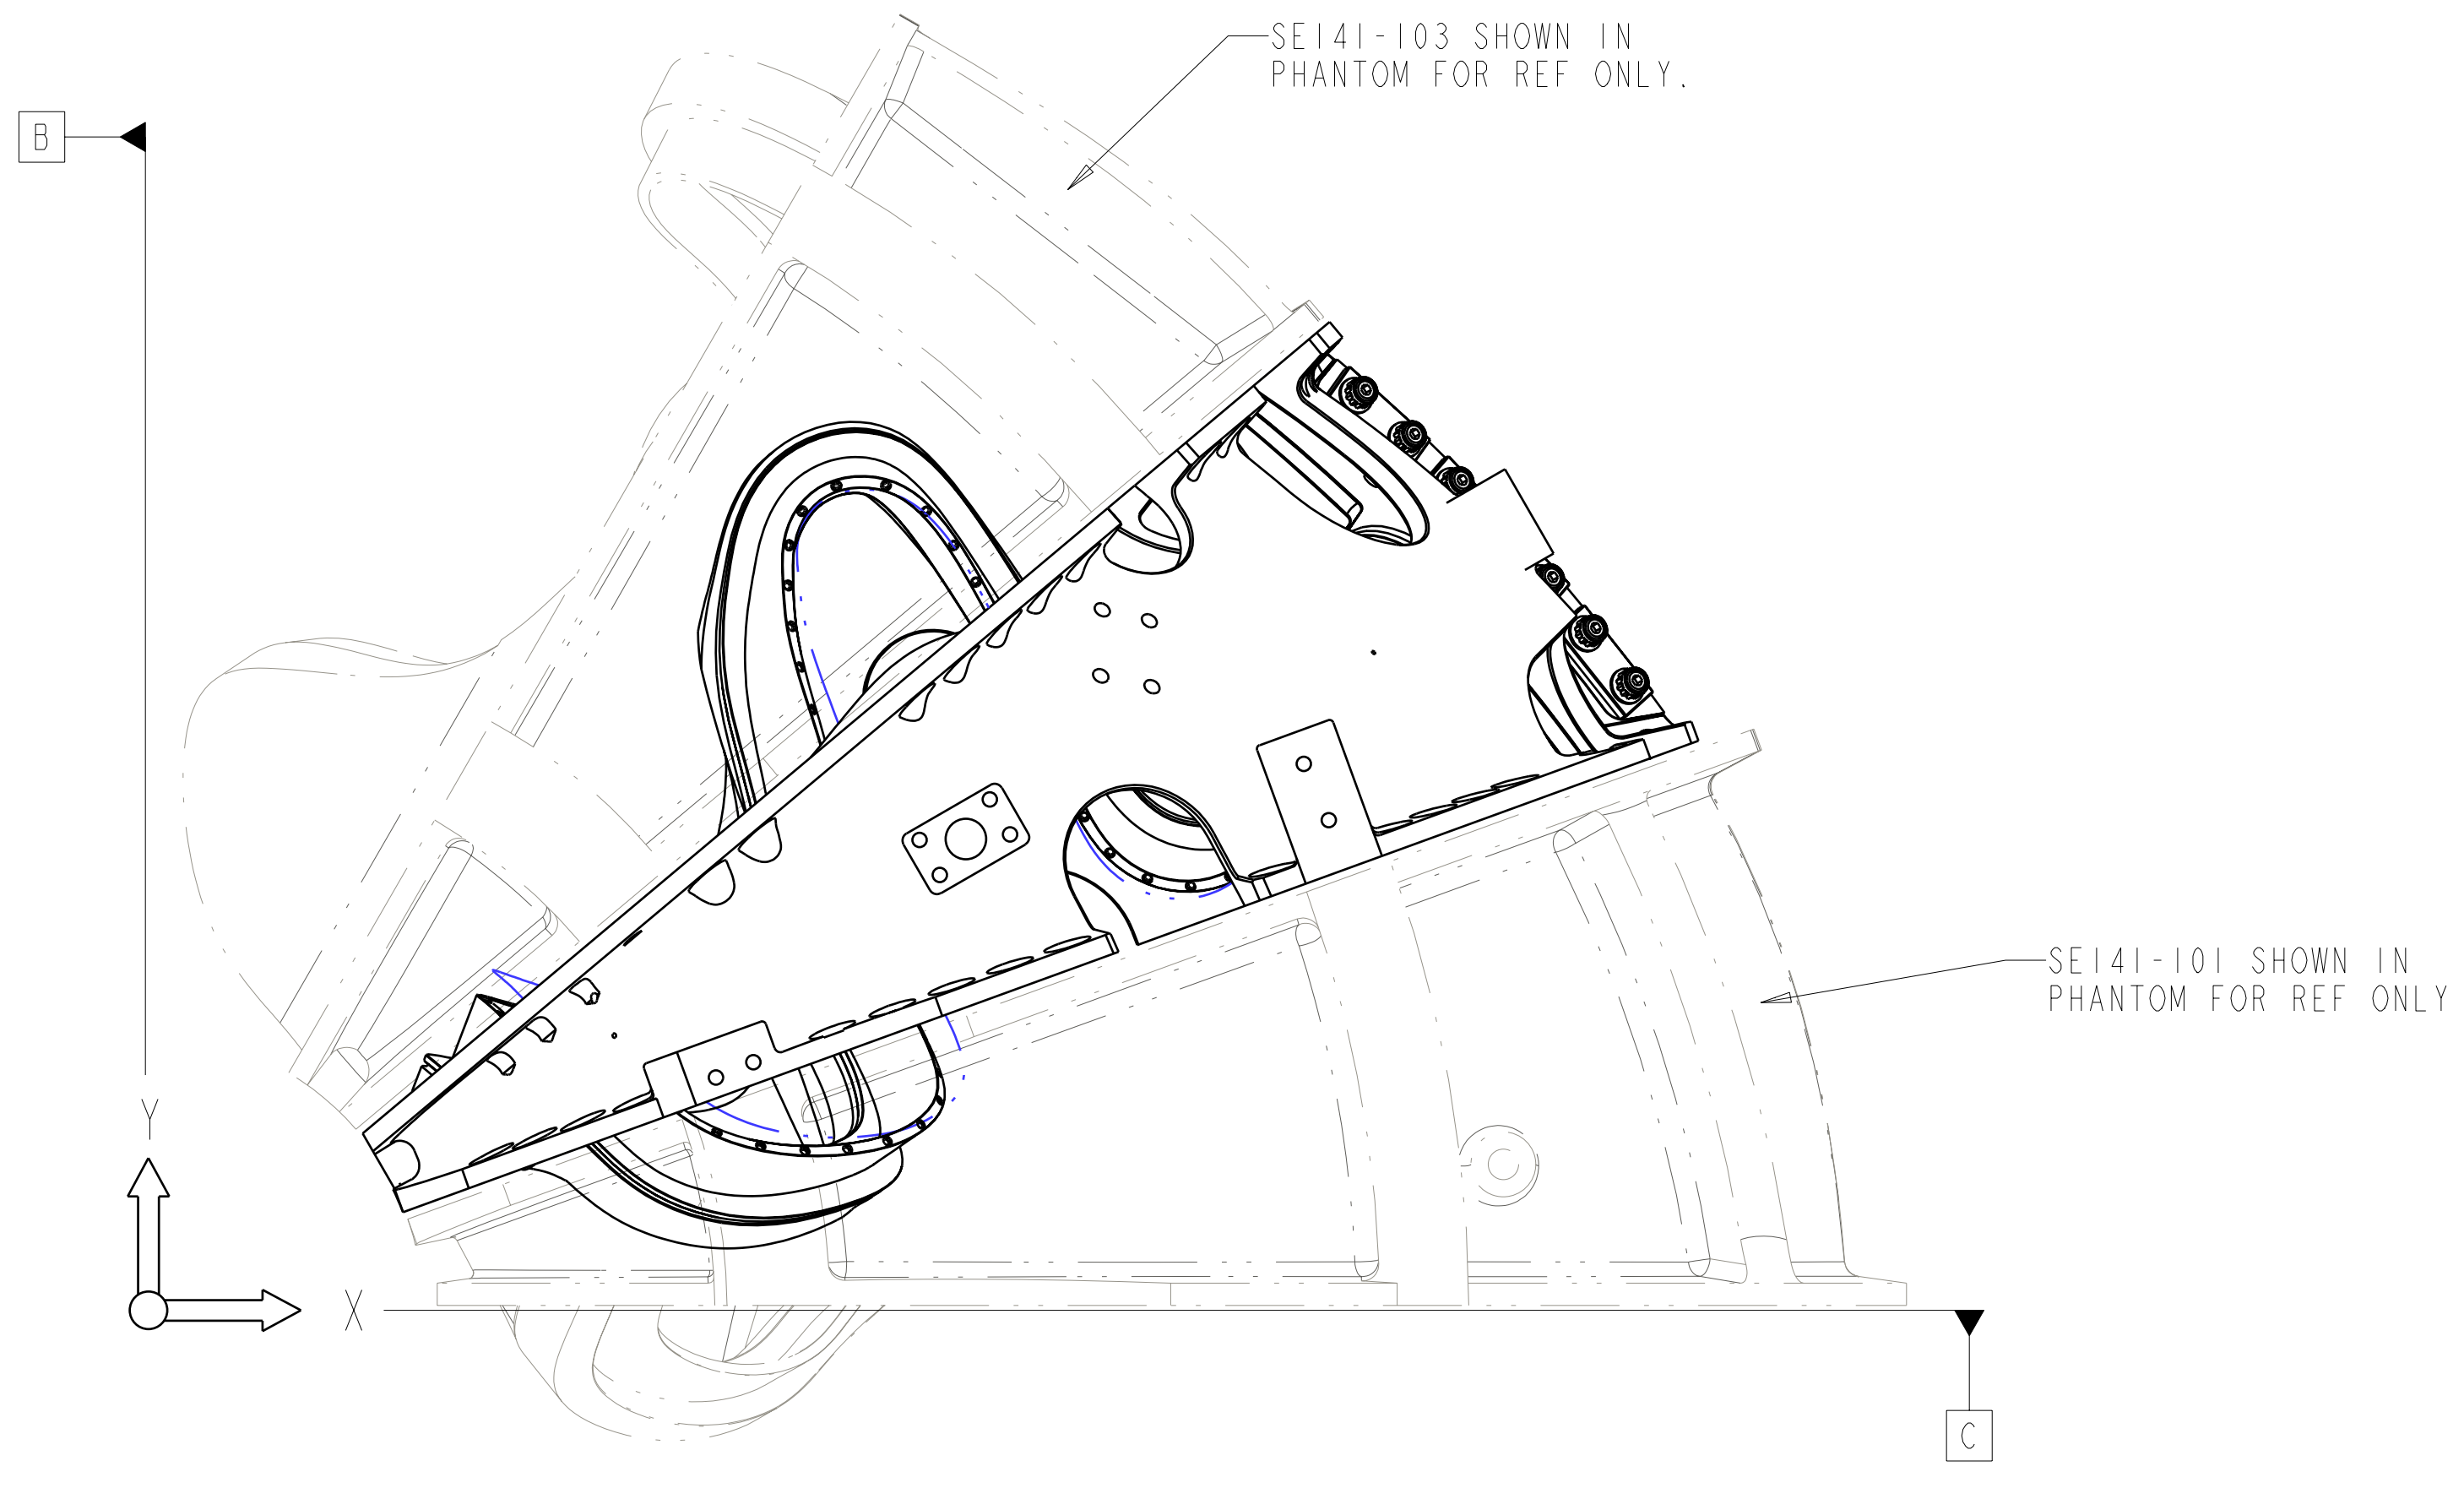 SE141-103 SHOWN IN
PHANTOM FOR REF ONLY.
B
SE141-101 SHOWN IN
PHANTOM FOR REF ONLY
Y
X
C